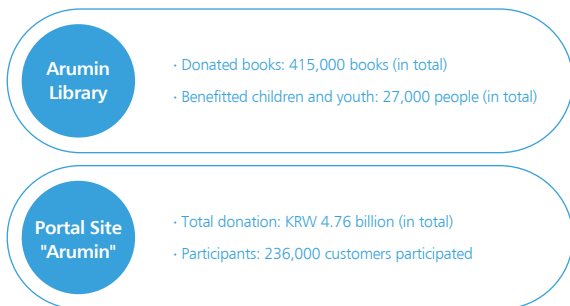 Arumin
Library
· Donated books: 415,000 books (in total)
· Benefitted children and youth: 27,000 people (in total)
Portal Site
"Arumin"
· Total donation: KRW 4.76 billion (in total)
· Participants: 236,000 customers participated